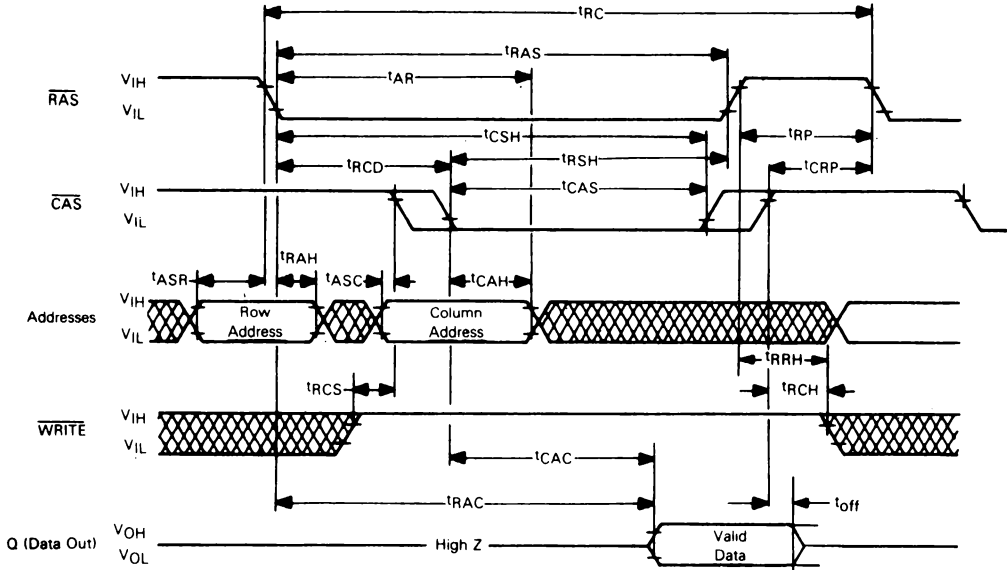 tRC
tRAS
tAR
VIH
RAS
VIL
tCSH
tRP
tRCD
tRSH
tCRP
tCAS
VIH
CAS
VIL
tRAH
tASR
tASC
tCAH
VIH
Addresses
Row
Address
Column
Address
VIL
tRRH
tRCS
tRCH
VIH
WRITE
VIL
tCAC
tRAC
toff
VOH
Q (Data Out)
High Z
Valid
Data
VOL